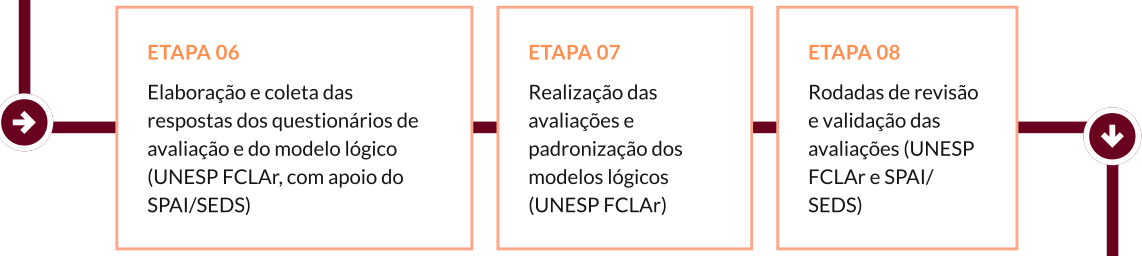 ETAPA 06
Elaboração e coleta das
respostas dos questionários de
avaliação e do modelo lógico
(UNESP FCLAr, com apoio do
SPAI/SEDS)
ETAPA 07
Realização das
avaliações e
padronização dos
modelos lógicos
(UNESP FCLAr)
ETAPA 08
Rodadas de revisão
e validação das
avaliações (UNESP
FCLAr e SPAI/
SEDS)